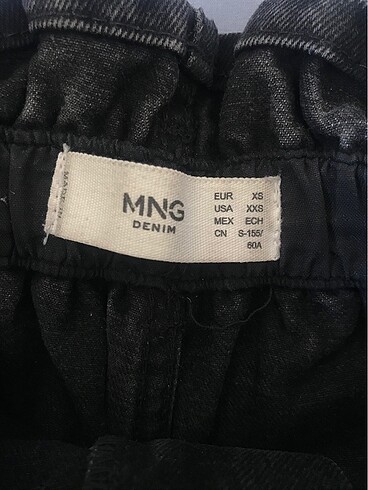 MADE IN
MNG
DENIM
EUR XS
USA XXS
MEX ECH
CN S-155/
60A